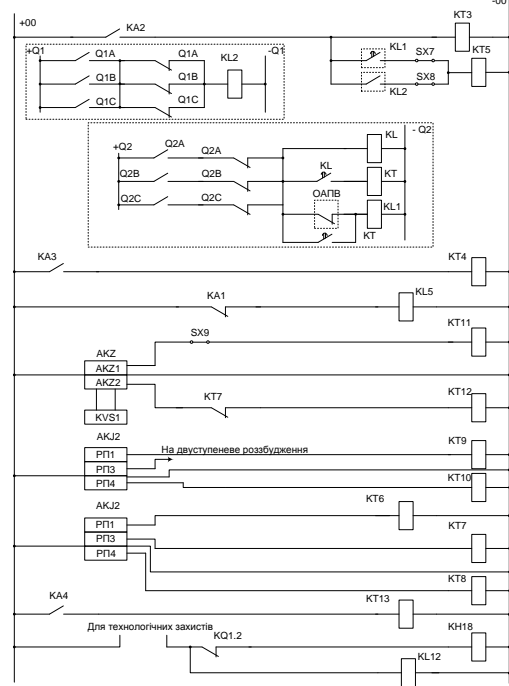 -00
+00
KA2
KT3
+Q1
Q1A
Q1A
KL2
-Q1
KL1
SX7
KT5
Q1B
Q1B
KL2
SX8
Q1C
Q1C
+Q2
Q2A
Q2A
KL
- Q2
Q2B
Q2B
KL
KT
Q2C
Q2C
ОАПВ
KL1
KT
KA3
KT4
KA1
KL5
SX9
KT11
AKZ
AKZ1
AKZ2
KT7
KT12
KVS1
AKJ2
РП1
На двуступеневе роззбудження
KT9
РП3
РП4
KT10
AKJ2
KT6
РП1
РП3
KT7
РП4
KT8
KA4
KT13
Для технологічних захистів
KQ1.2
KH18
KL12